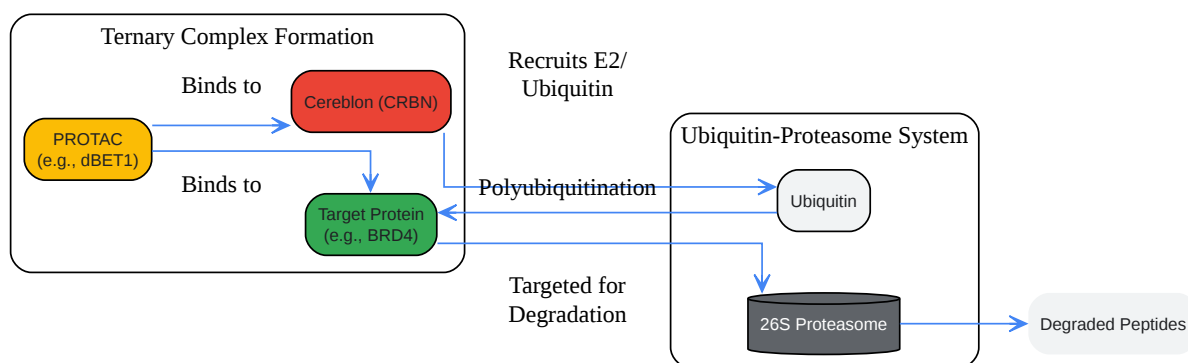 Ternary Complex Formation
Binds to
Cereblon (CRBN)
PROTAC
(e.g., dBET1)
Binds to
Target Protein
(e.g., BRD4)
Recruits E2/
Ubiquitin
Polyubiquitination
Targeted for
Degradation
Ubiquitin-Proteasome System
Ubiquitin
26S Proteasome
Degraded Peptides